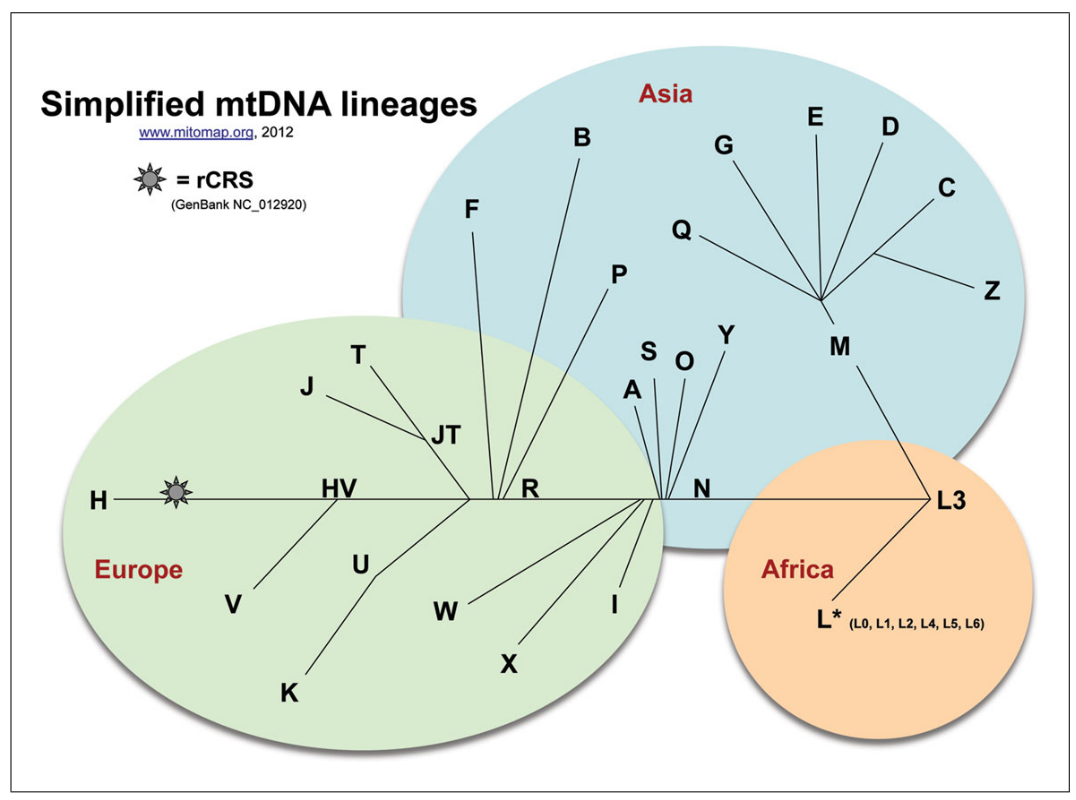 Simplified mtDNA lineages
www.mitomap.org, 2012
= rCRS
(GenBank NC_012920)
Asia
B
G
E
D
C
F
Q
P
Z
T
J
JT
S
O
Y
A
M
H
HV
R
N
L3
Europe
U
V
W
I
X
K
Africa
L* (L0, L1, L2, L4, L5, L6)